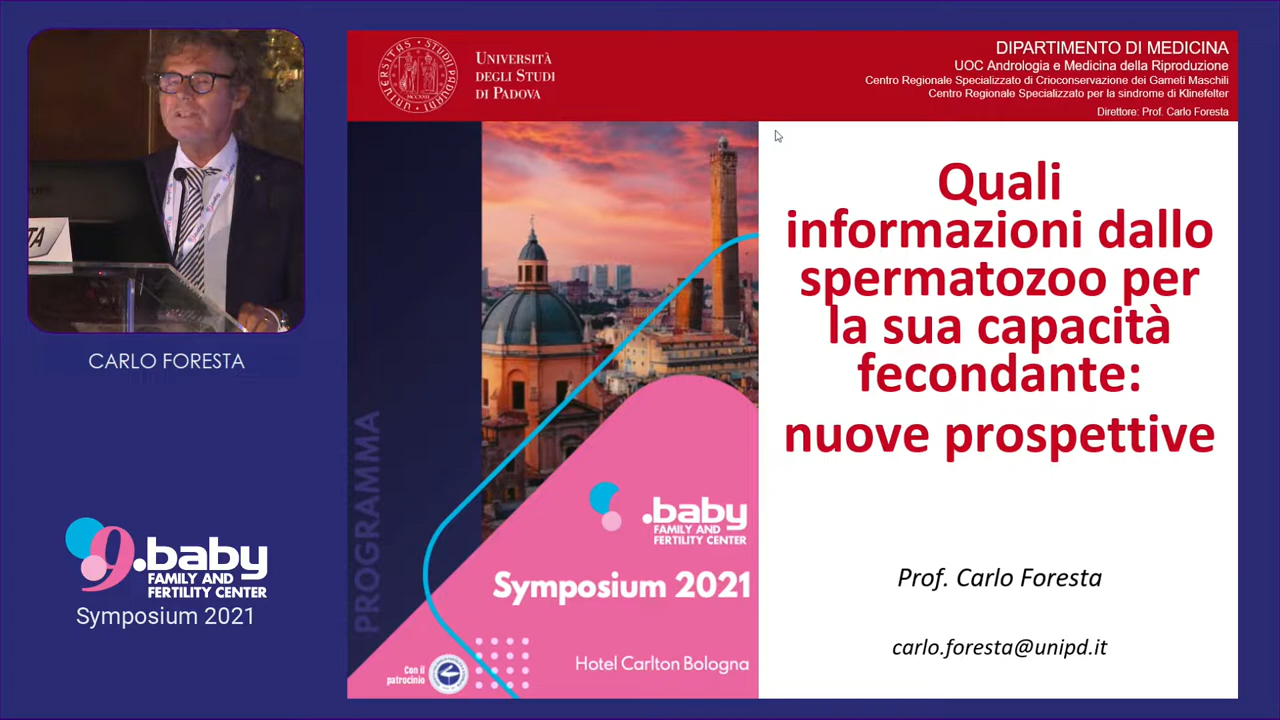 TA
CARLO FORESTA
9.baby
FAMILY AND
FERTILITY CENTER
Symposium 2021
UNIVERSITÀ
DEGLI STUDI
DI PADOVA
DIPARTIMENTO DI MEDICINA
UOC Andrologia e Medicina della Riproduzione
Centro Regionale Specializzato di Crioconservazione dei Gameti Maschili
Centro Regionale Specializzato per la sindrome di Klinefelter
Direttore: Prof. Carlo Foresta
PROGRAMMA
.baby
FAMILY AND
FERTILITY CENTER
Symposium 2021
Hotel Carlton Bologna
Con il
patrocinio
Quali
informazioni dallo
spermatozoo per
la sua capacità
fecondante:
nuove prospettive
Prof. Carlo Foresta
carlo.foresta@unipd.it